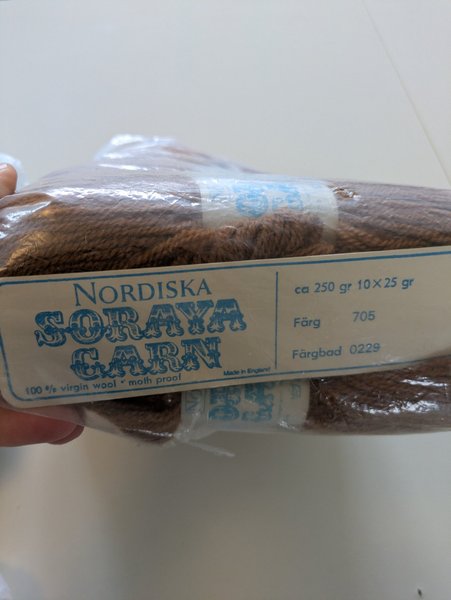 NORDISKA
SORAYA
GARN
100 % virgin wool • moth proof
Made in England
ca 250 gr 10 × 25 gr
Färg 705
Färgbad 0229